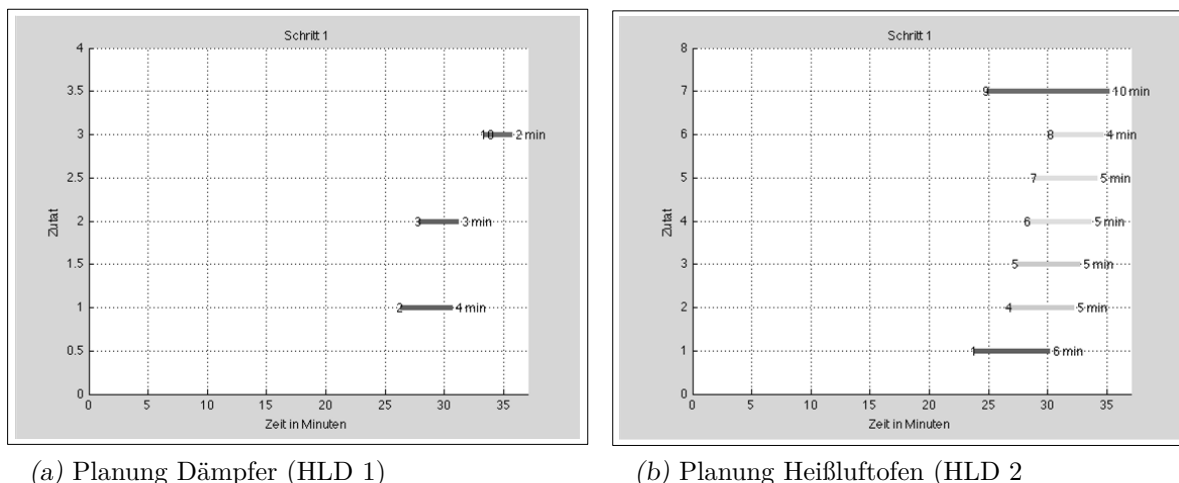 Schritt 1
4
3.5
10 2 min
3
2.5
3 3 min
2
1.5
2 4 min
1
0.5
0
0 5 10 15 20 25 30 35
Zutat
Zeit in Minuten
(a) Planung Dämpfer (HLD 1)
Schritt 1
8
9 10 min
7
8 4 min
6
7 5 min
5
6 5 min
4
5 5 min
3
4 5 min
2
1 6 min
1
0
0 5 10 15 20 25 30 35
Zutat
Zeit in Minuten
(b) Planung Heißluftofen (HLD 2